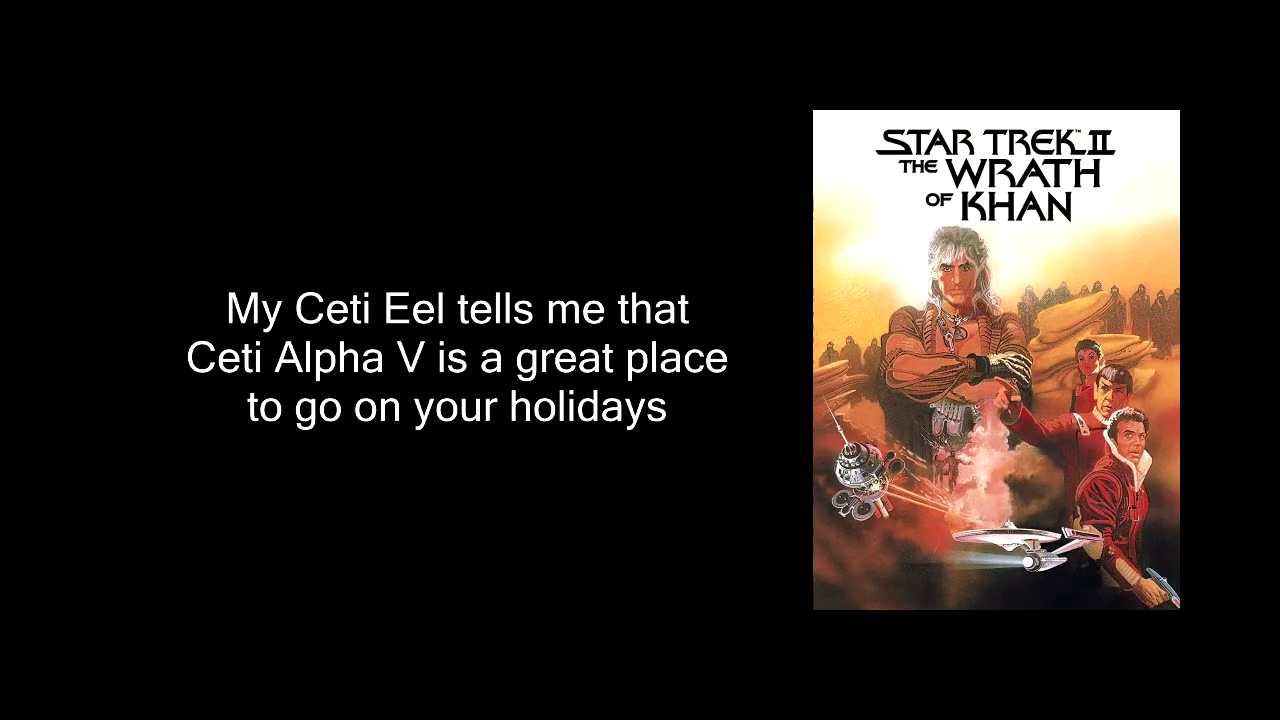 My Ceti Eel tells me that
Ceti Alpha V is a great place
to go on your holidays
STAR TREK™ II
THE WRATH
OF KHAN